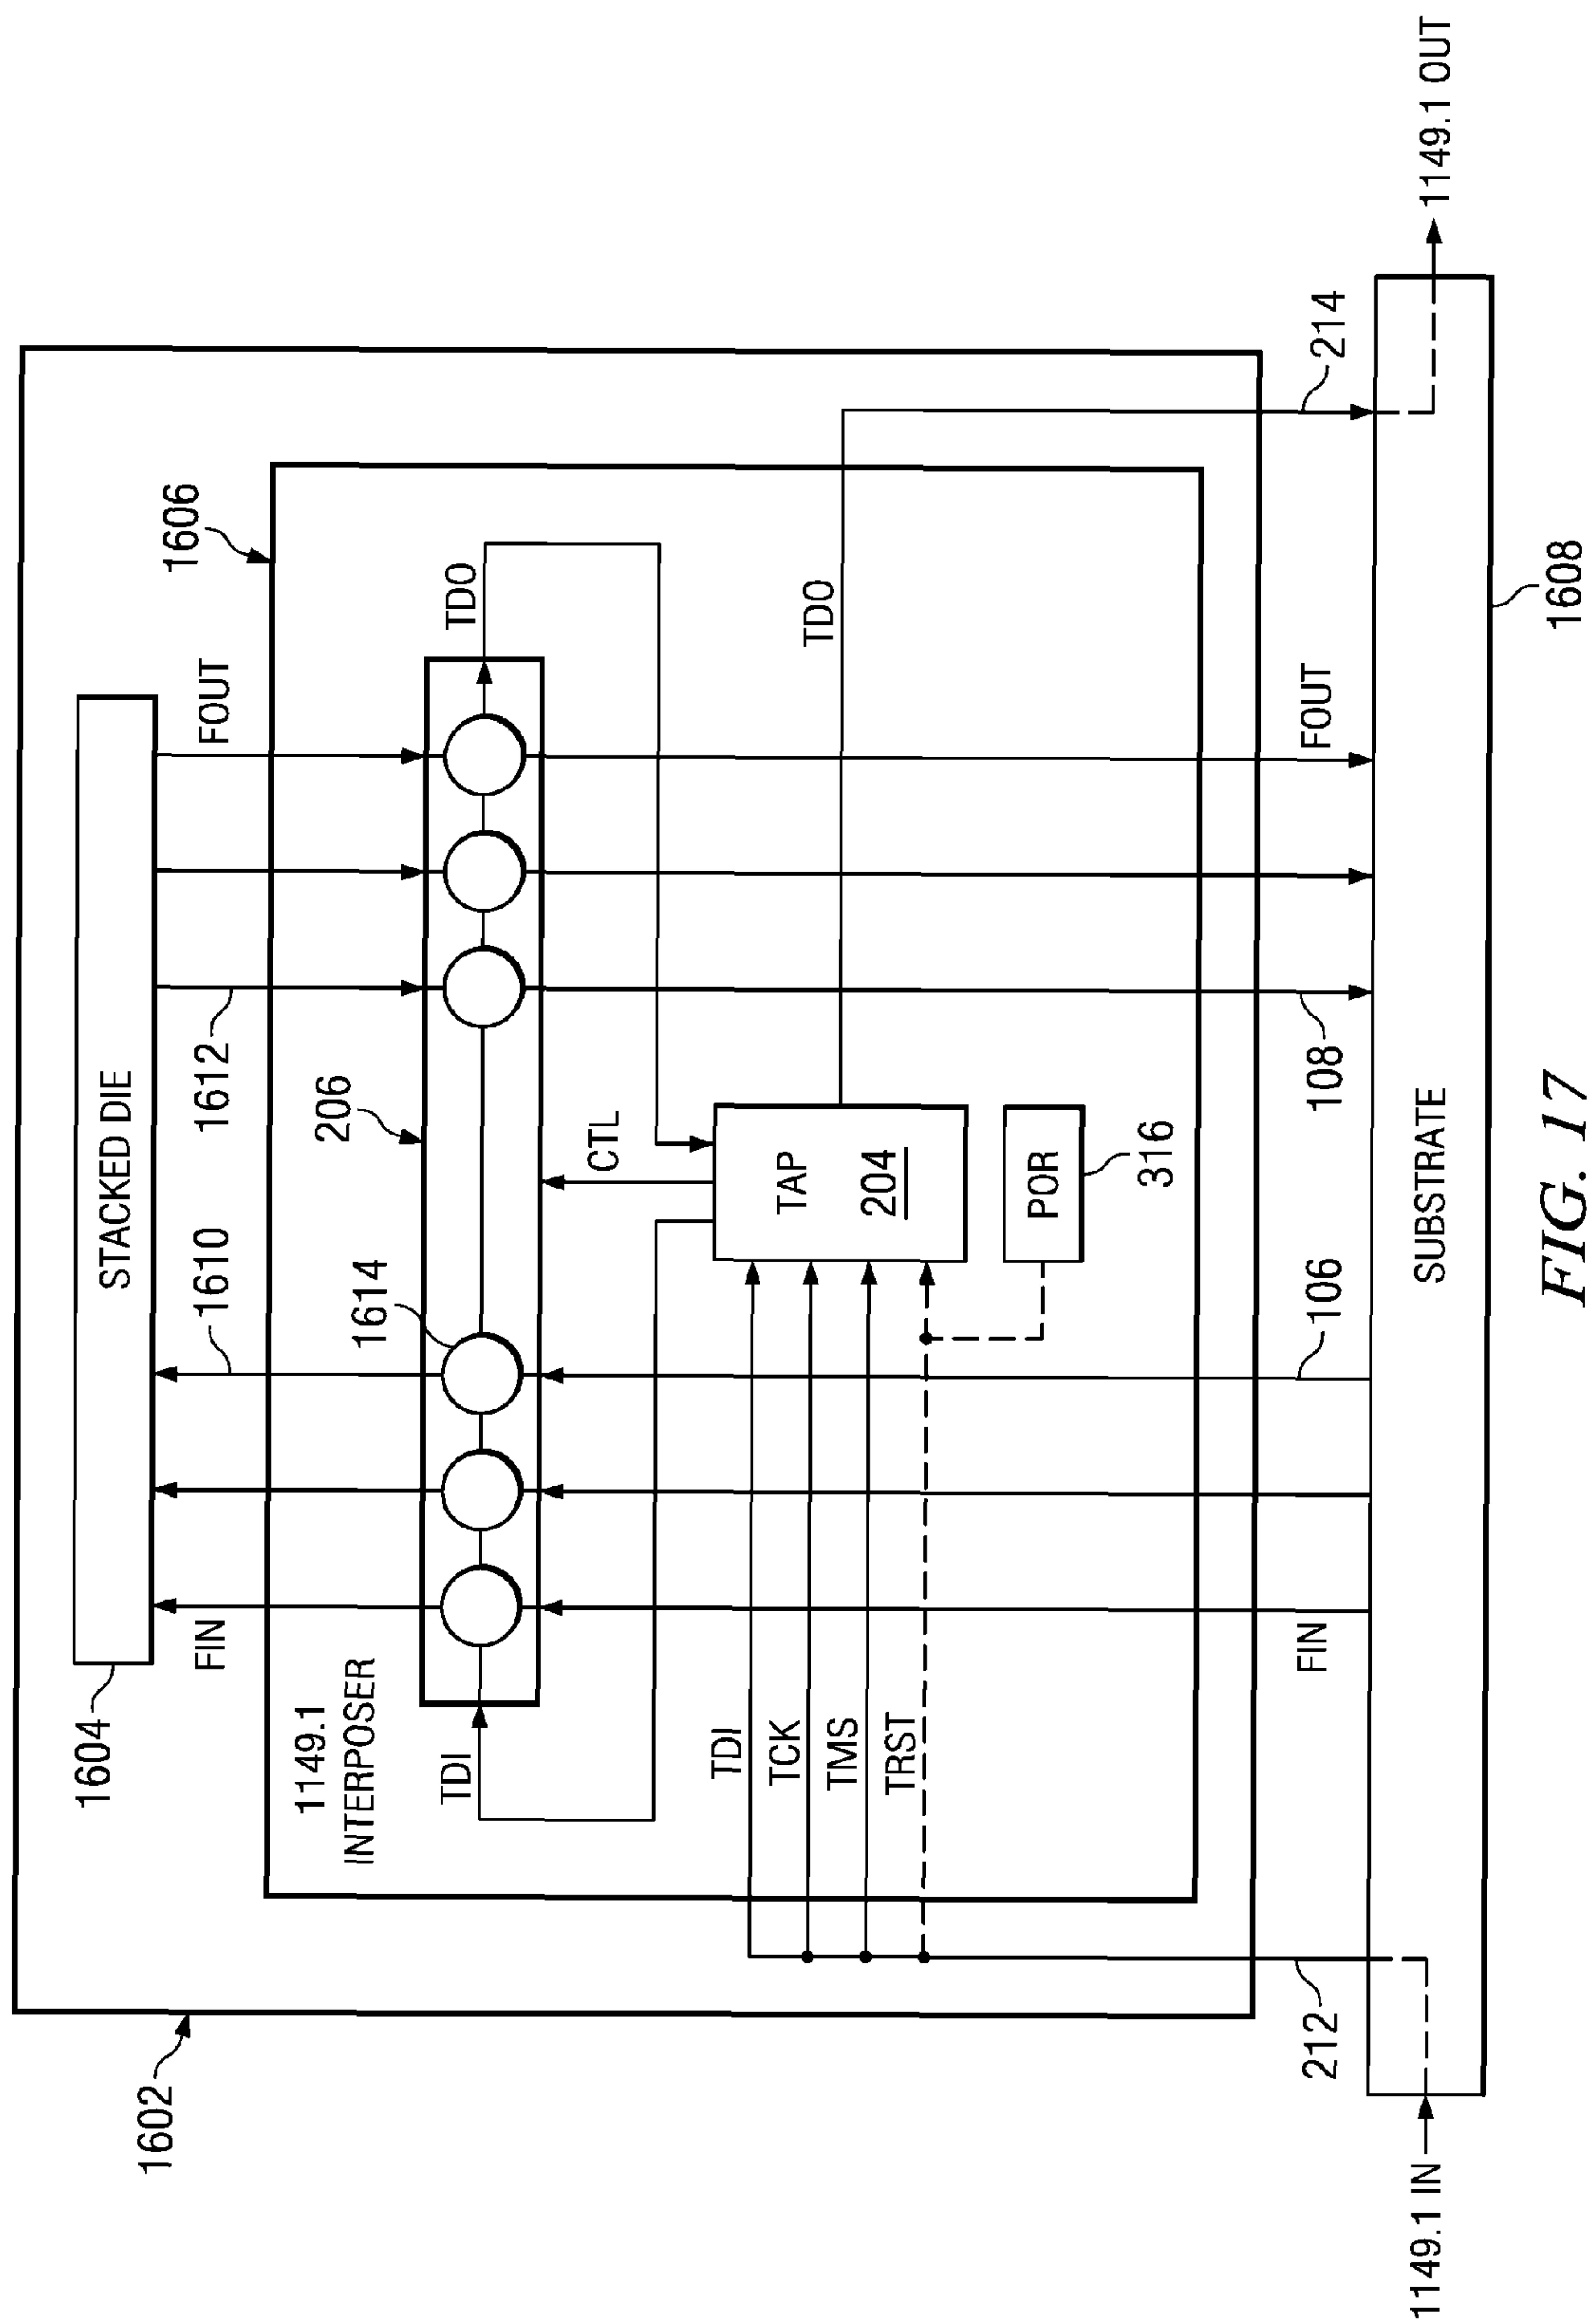 1602
1604
STACKED DIE
FIN
1610
1612
FOUT
1606
1149.1
INTERPOSER
1614
206
TDI
TDO
CTL
TDI
TCK
TMS
TRST
TAP
204
POR
316
TDO
212
FIN
106
108
FOUT
214
SUBSTRATE
1149.1 IN
1149.1 OUT
1608
FIG. 17